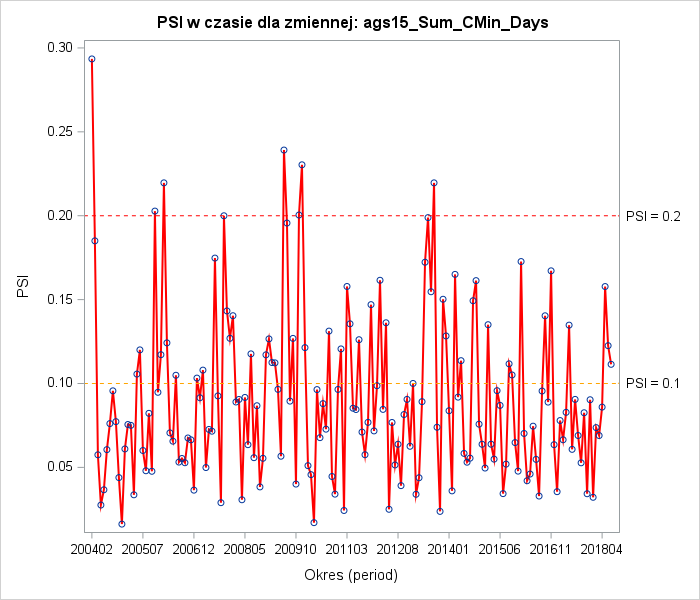 PSI w czasie dla zmiennej: ags15_Sum_CMin_Days
0.30
0.25
0.20
0.15
0.10
0.05
PSI
PSI = 0.2
PSI = 0.1
200402 200507 200612 200805 200910 201103 201208 201401 201506 201611 201804
Okres (period)